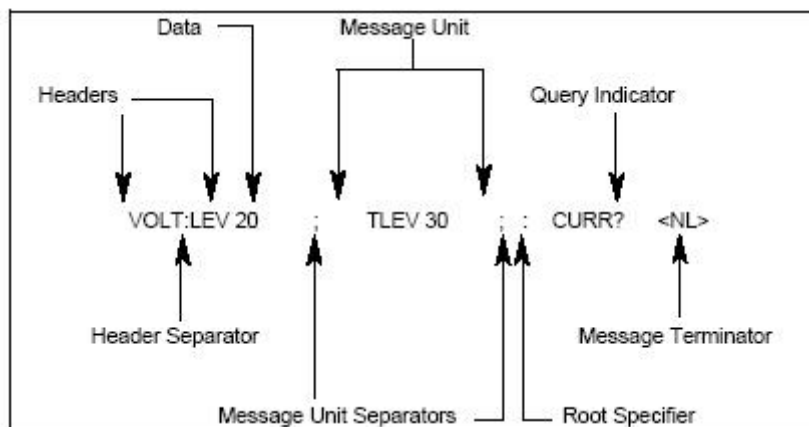 Data Message Unit
Headers Query Indicator
VOLT:LEV 20 ; TLEV 30 ; : CURR? <NL>
Header Separator Message Terminator
Message Unit Separators Root Specifier